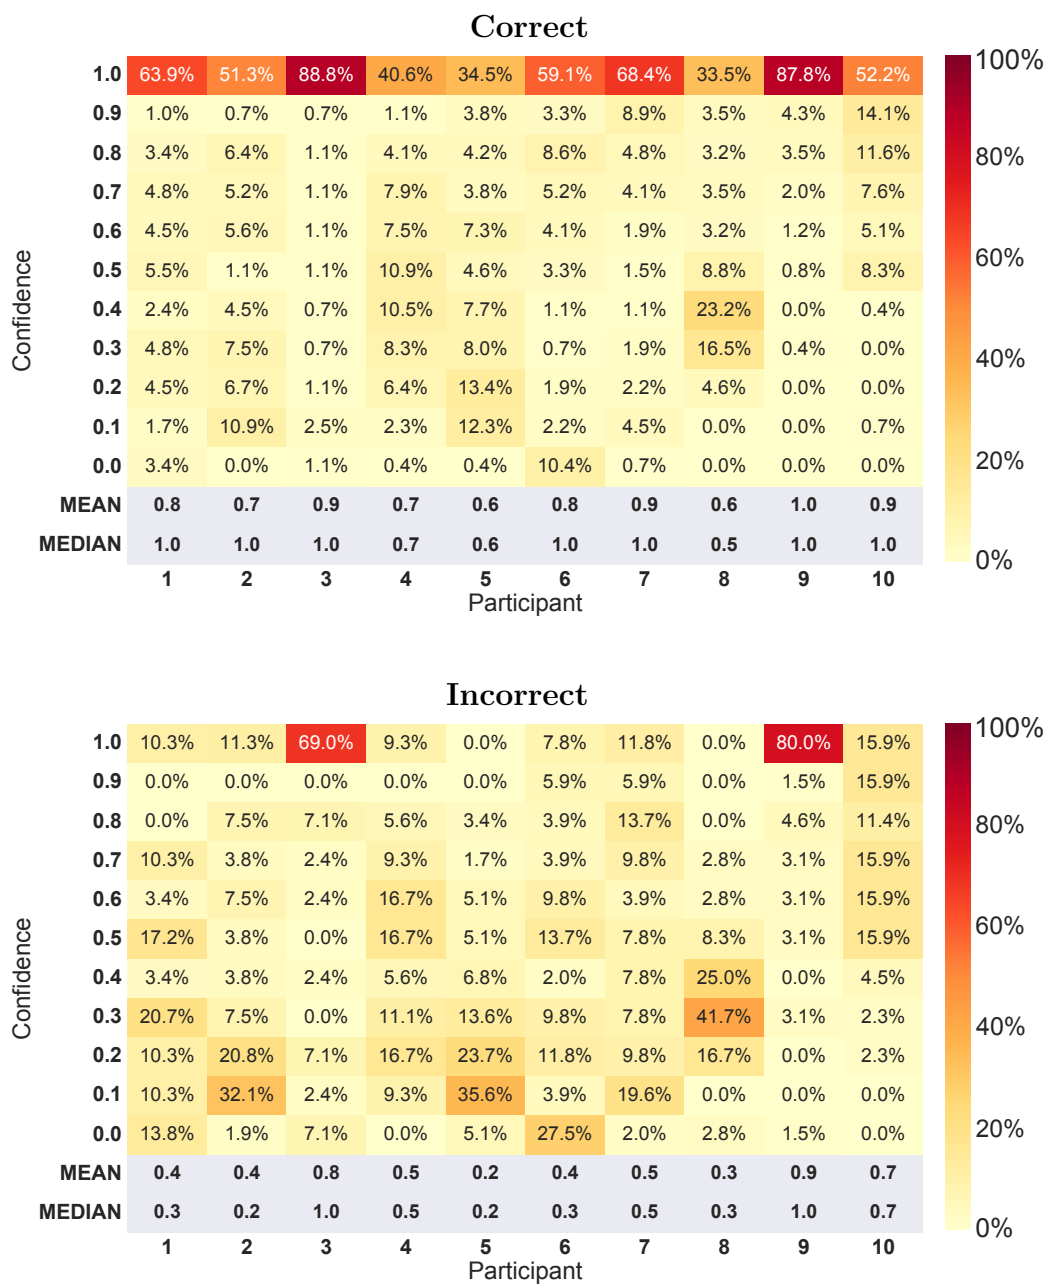 Correct
1.0 63.9% 51.3% 88.8% 40.6% 34.5% 59.1% 68.4% 33.5% 87.8% 52.2% 100%
0.9 1.0% 0.7% 0.7% 1.1% 3.8% 3.3% 8.9% 3.5% 4.3% 14.1%
0.8 3.4% 6.4% 1.1% 4.1% 4.2% 8.6% 4.8% 3.2% 3.5% 11.6% 80%
0.7 4.8% 5.2% 1.1% 7.9% 3.8% 5.2% 4.1% 3.5% 2.0% 7.6%
0.6 4.5% 5.6% 1.1% 7.5% 7.3% 4.1% 1.9% 3.2% 1.2% 5.1% 60%
0.5 5.5% 1.1% 1.1% 10.9% 4.6% 3.3% 1.5% 8.8% 0.8% 8.3%
Confidence
0.4 2.4% 4.5% 0.7% 10.5% 7.7% 1.1% 1.1% 23.2% 0.0% 0.4%
0.3 4.8% 7.5% 0.7% 8.3% 8.0% 0.7% 1.9% 16.5% 0.4% 0.0% 40%
0.2 4.5% 6.7% 1.1% 6.4% 13.4% 1.9% 2.2% 4.6% 0.0% 0.0%
0.1 1.7% 10.9% 2.5% 2.3% 12.3% 2.2% 4.5% 0.0% 0.0% 0.7%
0.0 3.4% 0.0% 1.1% 0.4% 0.4% 10.4% 0.7% 0.0% 0.0% 0.0% 20%
MEAN 0.8 0.7 0.9 0.7 0.6 0.8 0.9 0.6 1.0 0.9
MEDIAN 1.0 1.0 1.0 0.7 0.6 1.0 1.0 0.5 1.0 1.0 0%
1 2 3 4 5 6 7 8 9 10
Participant
Incorrect
1.0 10.3% 11.3% 69.0% 9.3% 0.0% 7.8% 11.8% 0.0% 80.0% 15.9% 100%
0.9 0.0% 0.0% 0.0% 0.0% 0.0% 5.9% 5.9% 0.0% 1.5% 15.9%
0.8 0.0% 7.5% 7.1% 5.6% 3.4% 3.9% 13.7% 0.0% 4.6% 11.4% 80%
0.7 10.3% 3.8% 2.4% 9.3% 1.7% 3.9% 9.8% 2.8% 3.1% 15.9%
0.6 3.4% 7.5% 2.4% 16.7% 5.1% 9.8% 3.9% 2.8% 3.1% 15.9% 60%
0.5 17.2% 3.8% 0.0% 16.7% 5.1% 13.7% 7.8% 8.3% 3.1% 15.9%
Confidence
0.4 3.4% 3.8% 2.4% 5.6% 6.8% 2.0% 7.8% 25.0% 0.0% 4.5%
0.3 20.7% 7.5% 0.0% 11.1% 13.6% 9.8% 7.8% 41.7% 3.1% 2.3% 40%
0.2 10.3% 20.8% 7.1% 16.7% 23.7% 11.8% 9.8% 16.7% 0.0% 2.3%
0.1 10.3% 32.1% 2.4% 9.3% 35.6% 3.9% 19.6% 0.0% 0.0% 0.0%
0.0 13.8% 1.9% 7.1% 0.0% 5.1% 27.5% 2.0% 2.8% 1.5% 0.0% 20%
MEAN 0.4 0.4 0.8 0.5 0.2 0.4 0.5 0.3 0.9 0.7
MEDIAN 0.3 0.2 1.0 0.5 0.2 0.3 0.5 0.3 1.0 0.7 0%
1 2 3 4 5 6 7 8 9 10
Participant